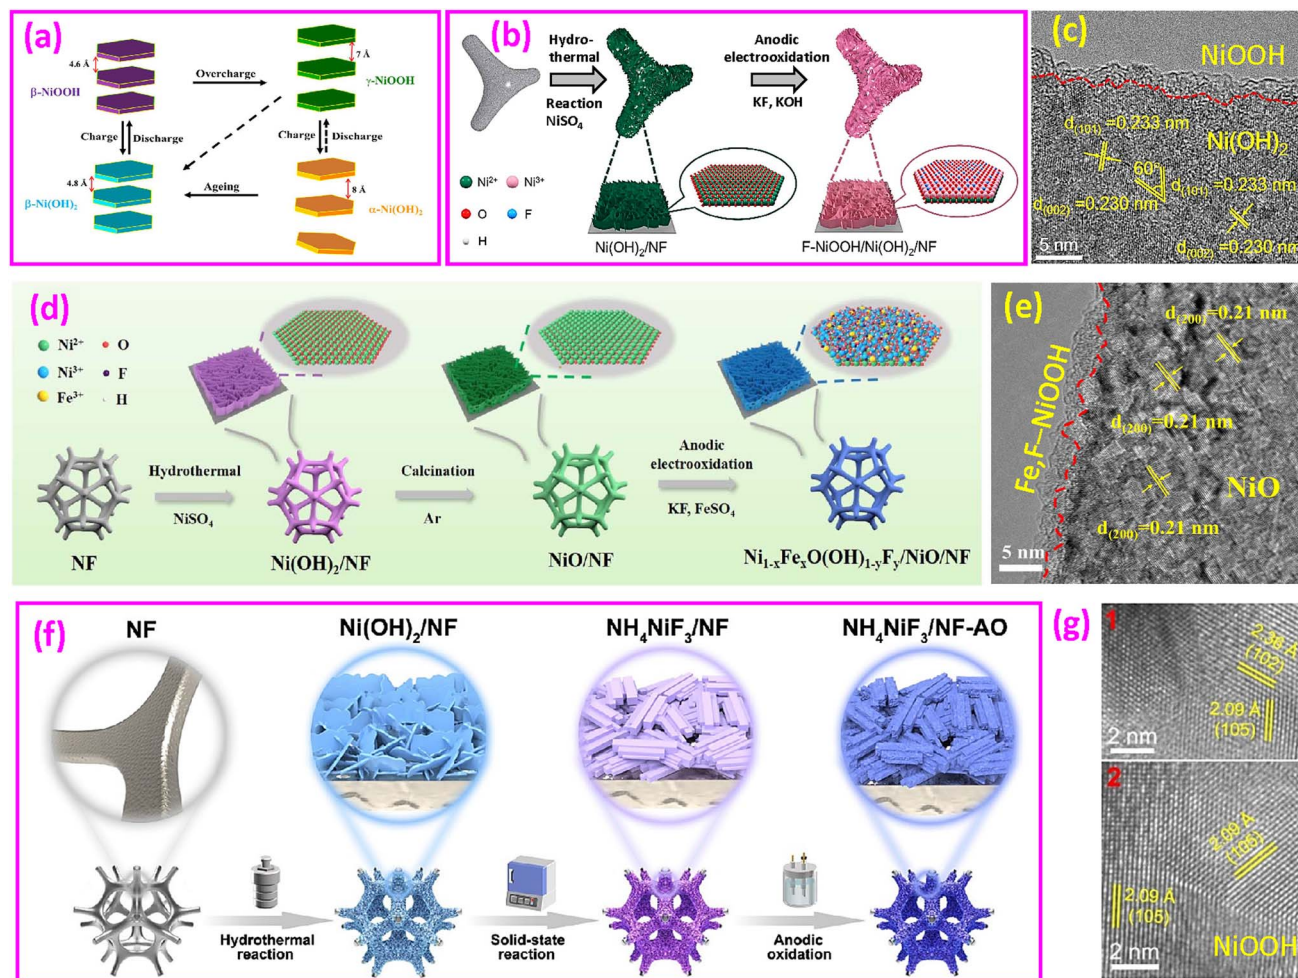 (a)
4.6 Å
β-NiOOH
Overcharge
7 Å
γ-NiOOH
Charge
Discharge
Charge
Discharge
4.8 Å
β-Ni(OH)2
Ageing
8 Å
α-Ni(OH)2
(b)
Hydro-
thermal
Reaction
NiSO4
Anodic
electrooxidation
KF, KOH
Ni2+
Ni3+
O
F
H
Ni(OH)2/NF
F-NiOOH/Ni(OH)2/NF
(c)
NiOOH
d(101)=0.233 nm
Ni(OH)2
60°
d(101)=0.233 nm
d(002)=0.230 nm
5 nm
d(002)=0.230 nm
(d)
Ni2+
O
Ni3+
F
Fe3+
H
Hydrothermal
NiSO4
Calcination
Ar
Anodic
electrooxidation
KF, FeSO4
NF
Ni(OH)2/NF
NiO/NF
Ni1-xFexO(OH)1-yFy/NiO/NF
(e)
d(200)=0.21 nm
Fe,F–NiOOH
d(200)=0.21 nm
NiO
d(200)=0.21 nm
5 nm
(f)
NF
Ni(OH)2/NF
NH4NiF3/NF
NH4NiF3/NF-AO
Hydrothermal
reaction
Solid-state
reaction
Anodic
oxidation
(g)
1
2.36 Å
(102)
2.09 Å
(105)
2 nm
2
2.09 Å
(105)
2.09 Å
(105)
2 nm
NiOOH